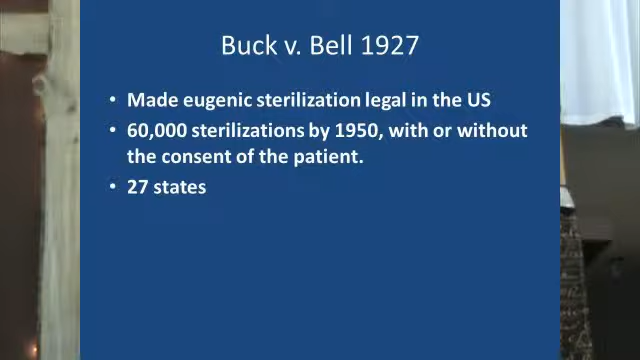 Buck v. Bell 1927
• Made eugenic sterilization legal in the US
• 60,000 sterilizations by 1950, with or without
the consent of the patient.
• 27 states